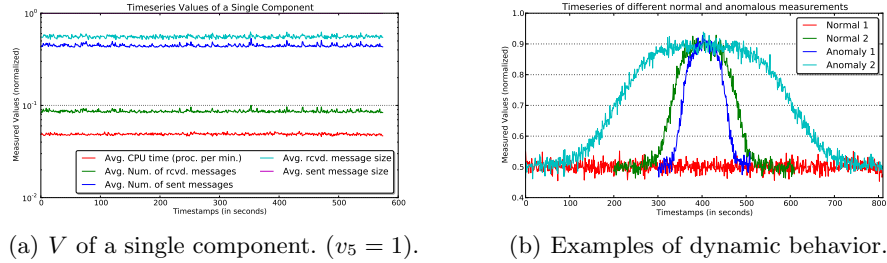 Timeseries Values of a Single Component
10^0
10^-1
10^-2
Measured Values (normalized)
Avg. CPU time (proc. per min.)
Avg. Num. of rcvd. messages
Avg. Num. of sent messages
Avg. rcvd. message size
Avg. sent message size
0 100 200 300 400 500 600
Timestamps (in seconds)
(a) V of a single component. (v₅ = 1).
Timeseries of different normal and anomalous measurements
1.0
0.9
0.8
0.7
0.6
0.5
0.4
Measured Values (normalized)
Normal 1
Normal 2
Anomaly 1
Anomaly 2
0 100 200 300 400 500 600 700 800
Timestamps (in seconds)
(b) Examples of dynamic behavior.